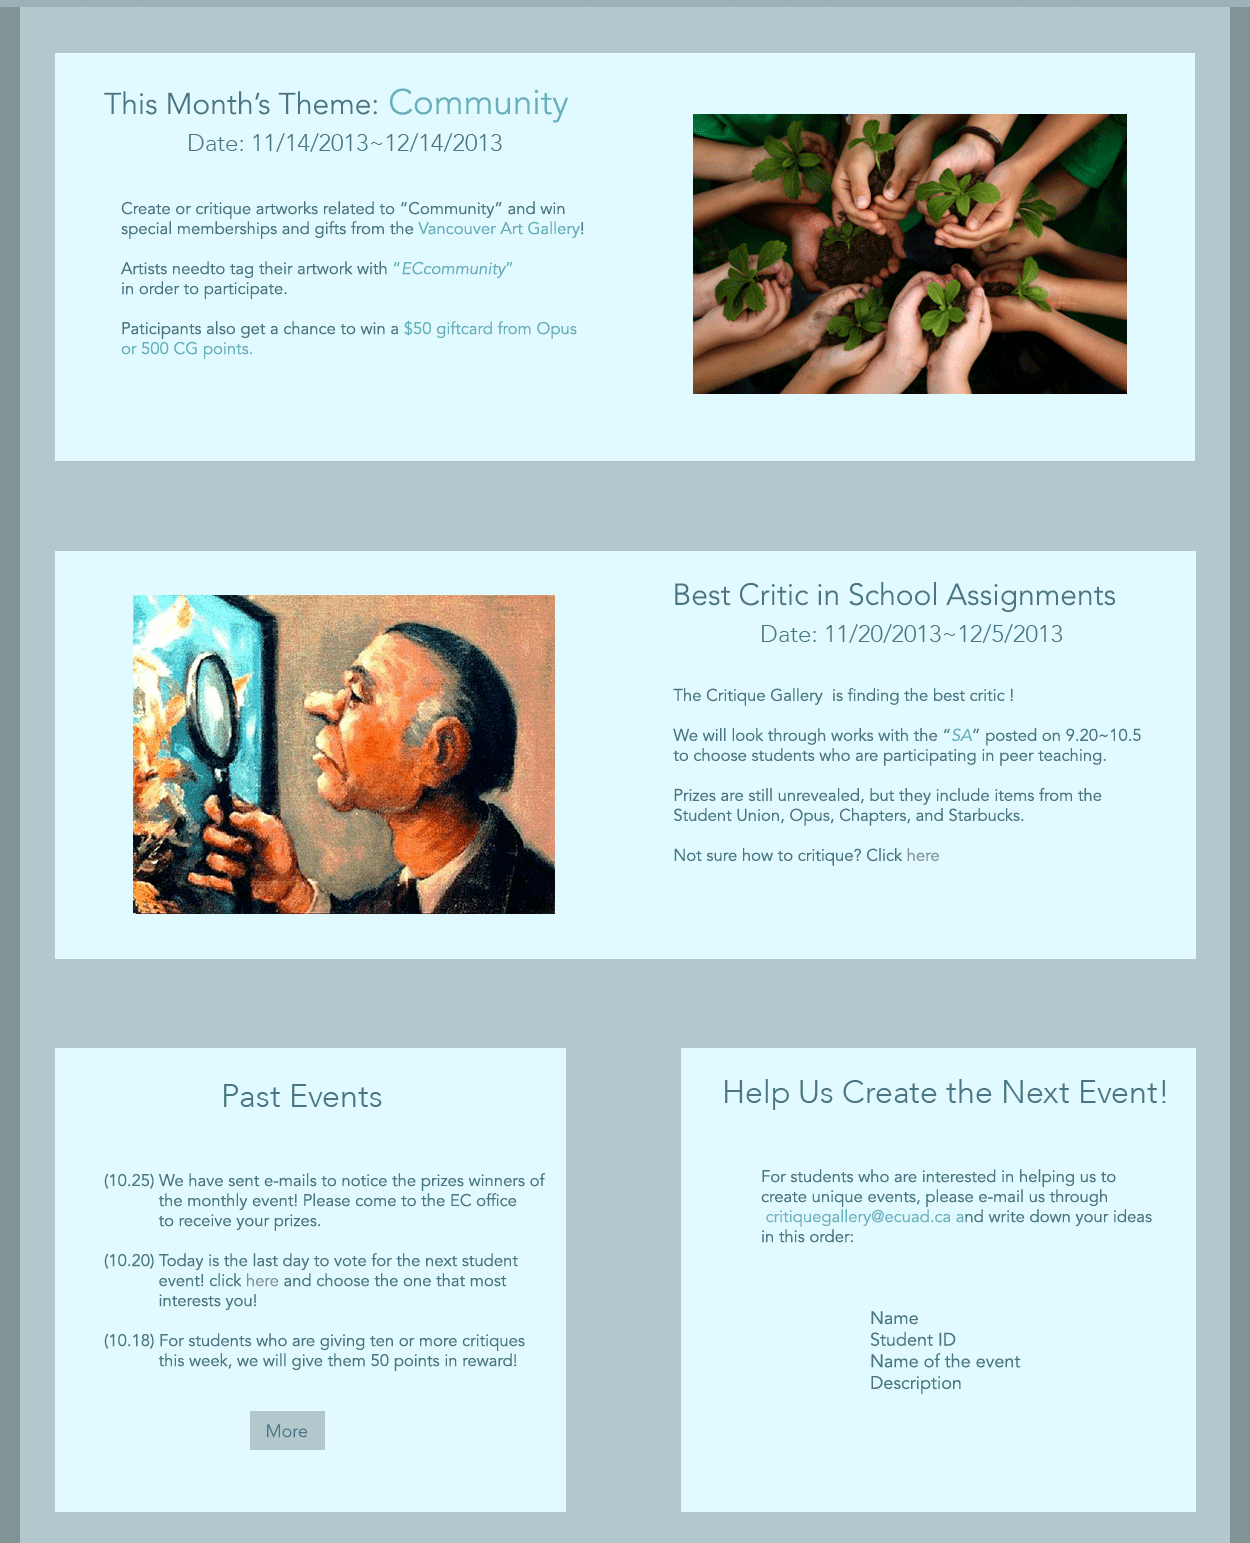 This Month's Theme: Community
Date: 11/14/2013~12/14/2013
Create or critique artworks related to “Community” and win
special memberships and gifts from the Vancouver Art Gallery!
Artists needto tag their artwork with “ECcommunity”
in order to participate.
Paticipants also get a chance to win a $50 giftcard from Opus
or 500 CG points.
Best Critic in School Assignments
Date: 11/20/2013~12/5/2013
The Critique Gallery  is finding the best critic !
We will look through works with the “SA” posted on 9.20~10.5
to choose students who are participating in peer teaching.
Prizes are still unrevealed, but they include items from the
Student Union, Opus, Chapters, and Starbucks.
Not sure how to critique? Click here
Past Events
(10.25) We have sent e-mails to notice the prizes winners of
the monthly event! Please come to the EC office
to receive your prizes.
(10.20) Today is the last day to vote for the next student
event! click here and choose the one that most
interests you!
(10.18) For students who are giving ten or more critiques
this week, we will give them 50 points in reward!
More
Help Us Create the Next Event!
For students who are interested in helping us to
create unique events, please e-mail us through
critiquegallery@ecuad.ca and write down your ideas
in this order:
Name
Student ID
Name of the event
Description